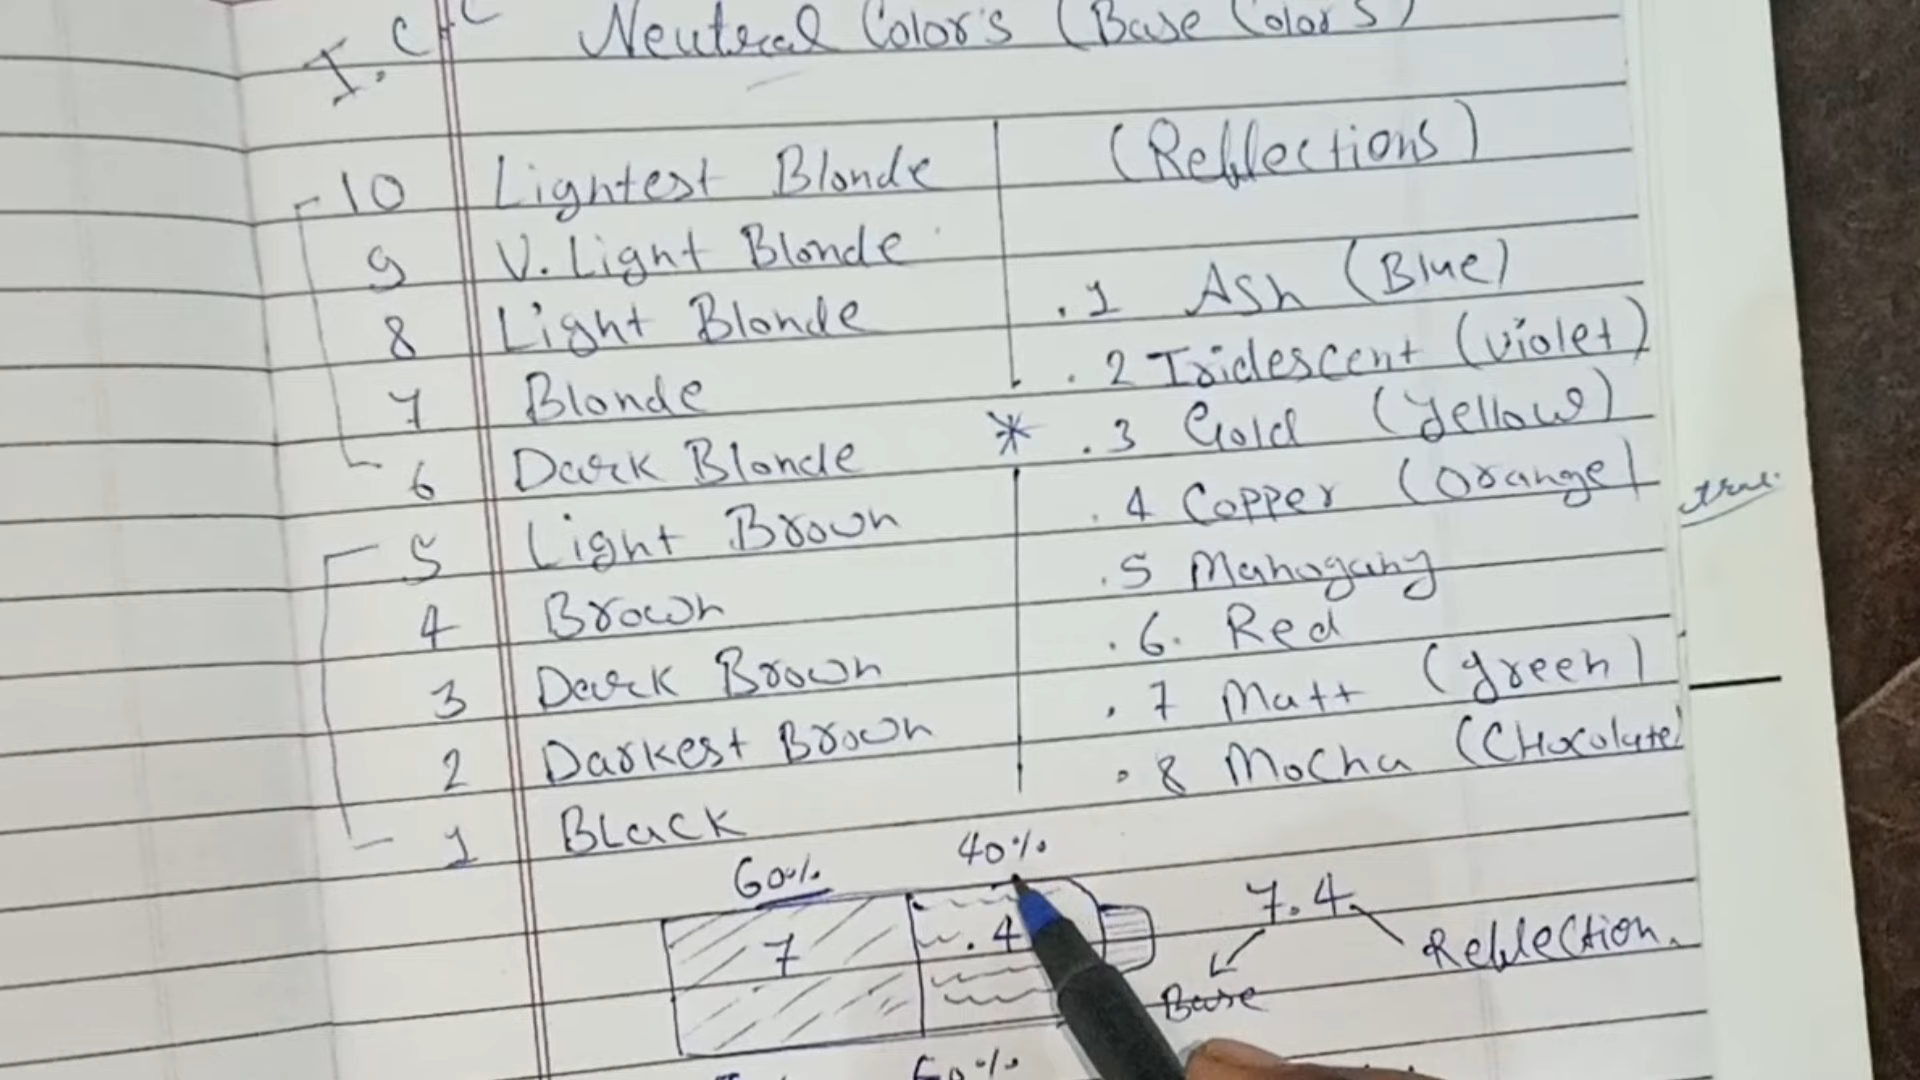 I.C.C
Neutral Color's (Base Color's)
(Reflections)
10 Lightest Blonde
9 V. Light Blonde
8 Light Blonde
7 Blonde
6 Dark Blonde
5 Light Brown
4 Brown
3 Dark Brown
2 Darkest Brown
1 Black
.1 Ash (Blue)
.2 Iridescent (violet)
* .3 Gold (Yellow)
.4 Copper (Orange)
.5 Mahogany
.6. Red
.7 Matt (green)
.8 Mocha (CHocolate)
true.
60% 40%
7 .4
7.4
Reflection.
Base
60%